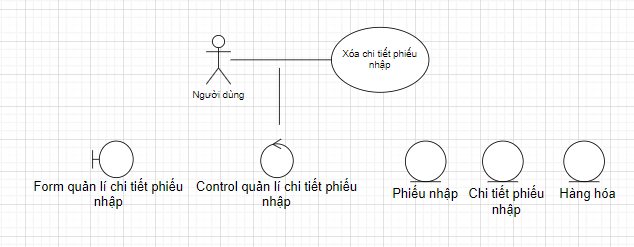 Xóa chi tiết phiếu
nhập
Người dùng
Form quản lí chi tiết phiếu
nhập
Control quản lí chi tiết phiếu
nhập
Phiếu nhập
Chi tiết phiếu
nhập
Hàng hóa